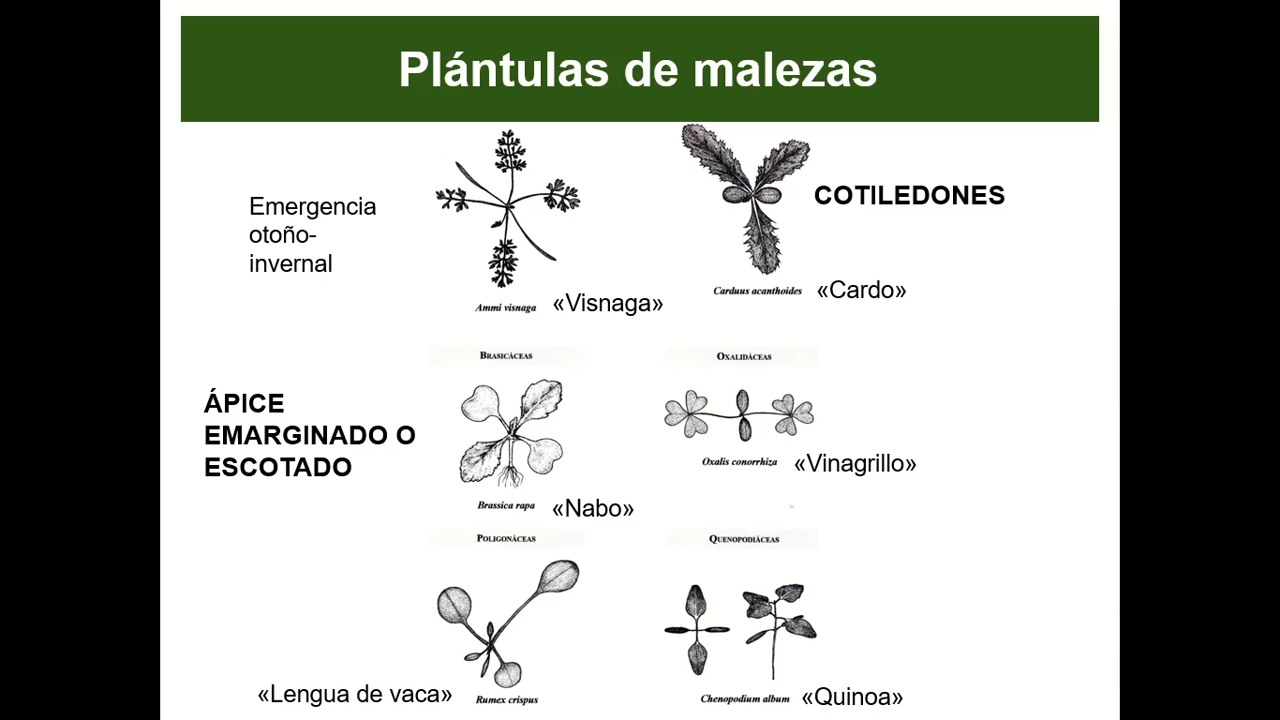 Plántulas de malezas
Emergencia
otoño-
invernal
COTILEDONES
Ammi visnaga «Visnaga»
Carduus acanthoides «Cardo»
BRASICÁCEAS
OXALIDÁCEAS
ÁPICE
EMARGINADO O
ESCOTADO
Oxalis conorrhiza «Vinagrillo»
Brassica rapa «Nabo»
POLIGONÁCEAS
QUENOPODIÁCEAS
«Lengua de vaca» Rumex crispus
Chenopodium album «Quinoa»